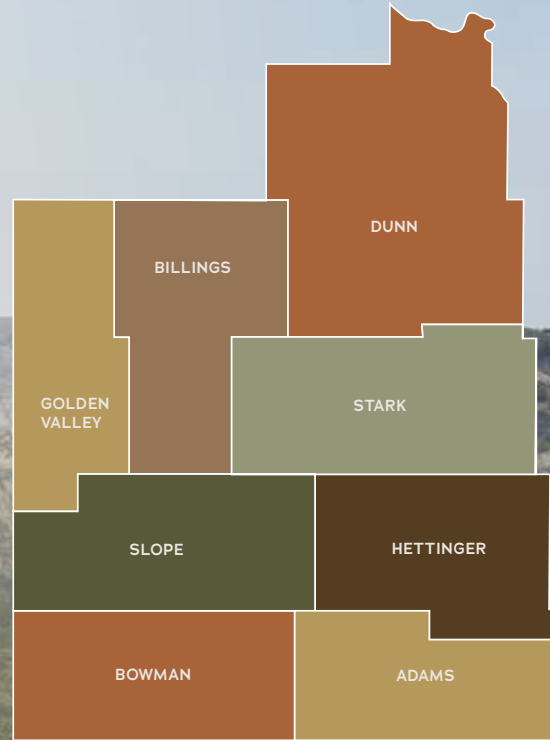 DUNN
BILLINGS
GOLDEN
VALLEY
STARK
SLOPE
HETTINGER
BOWMAN
ADAMS